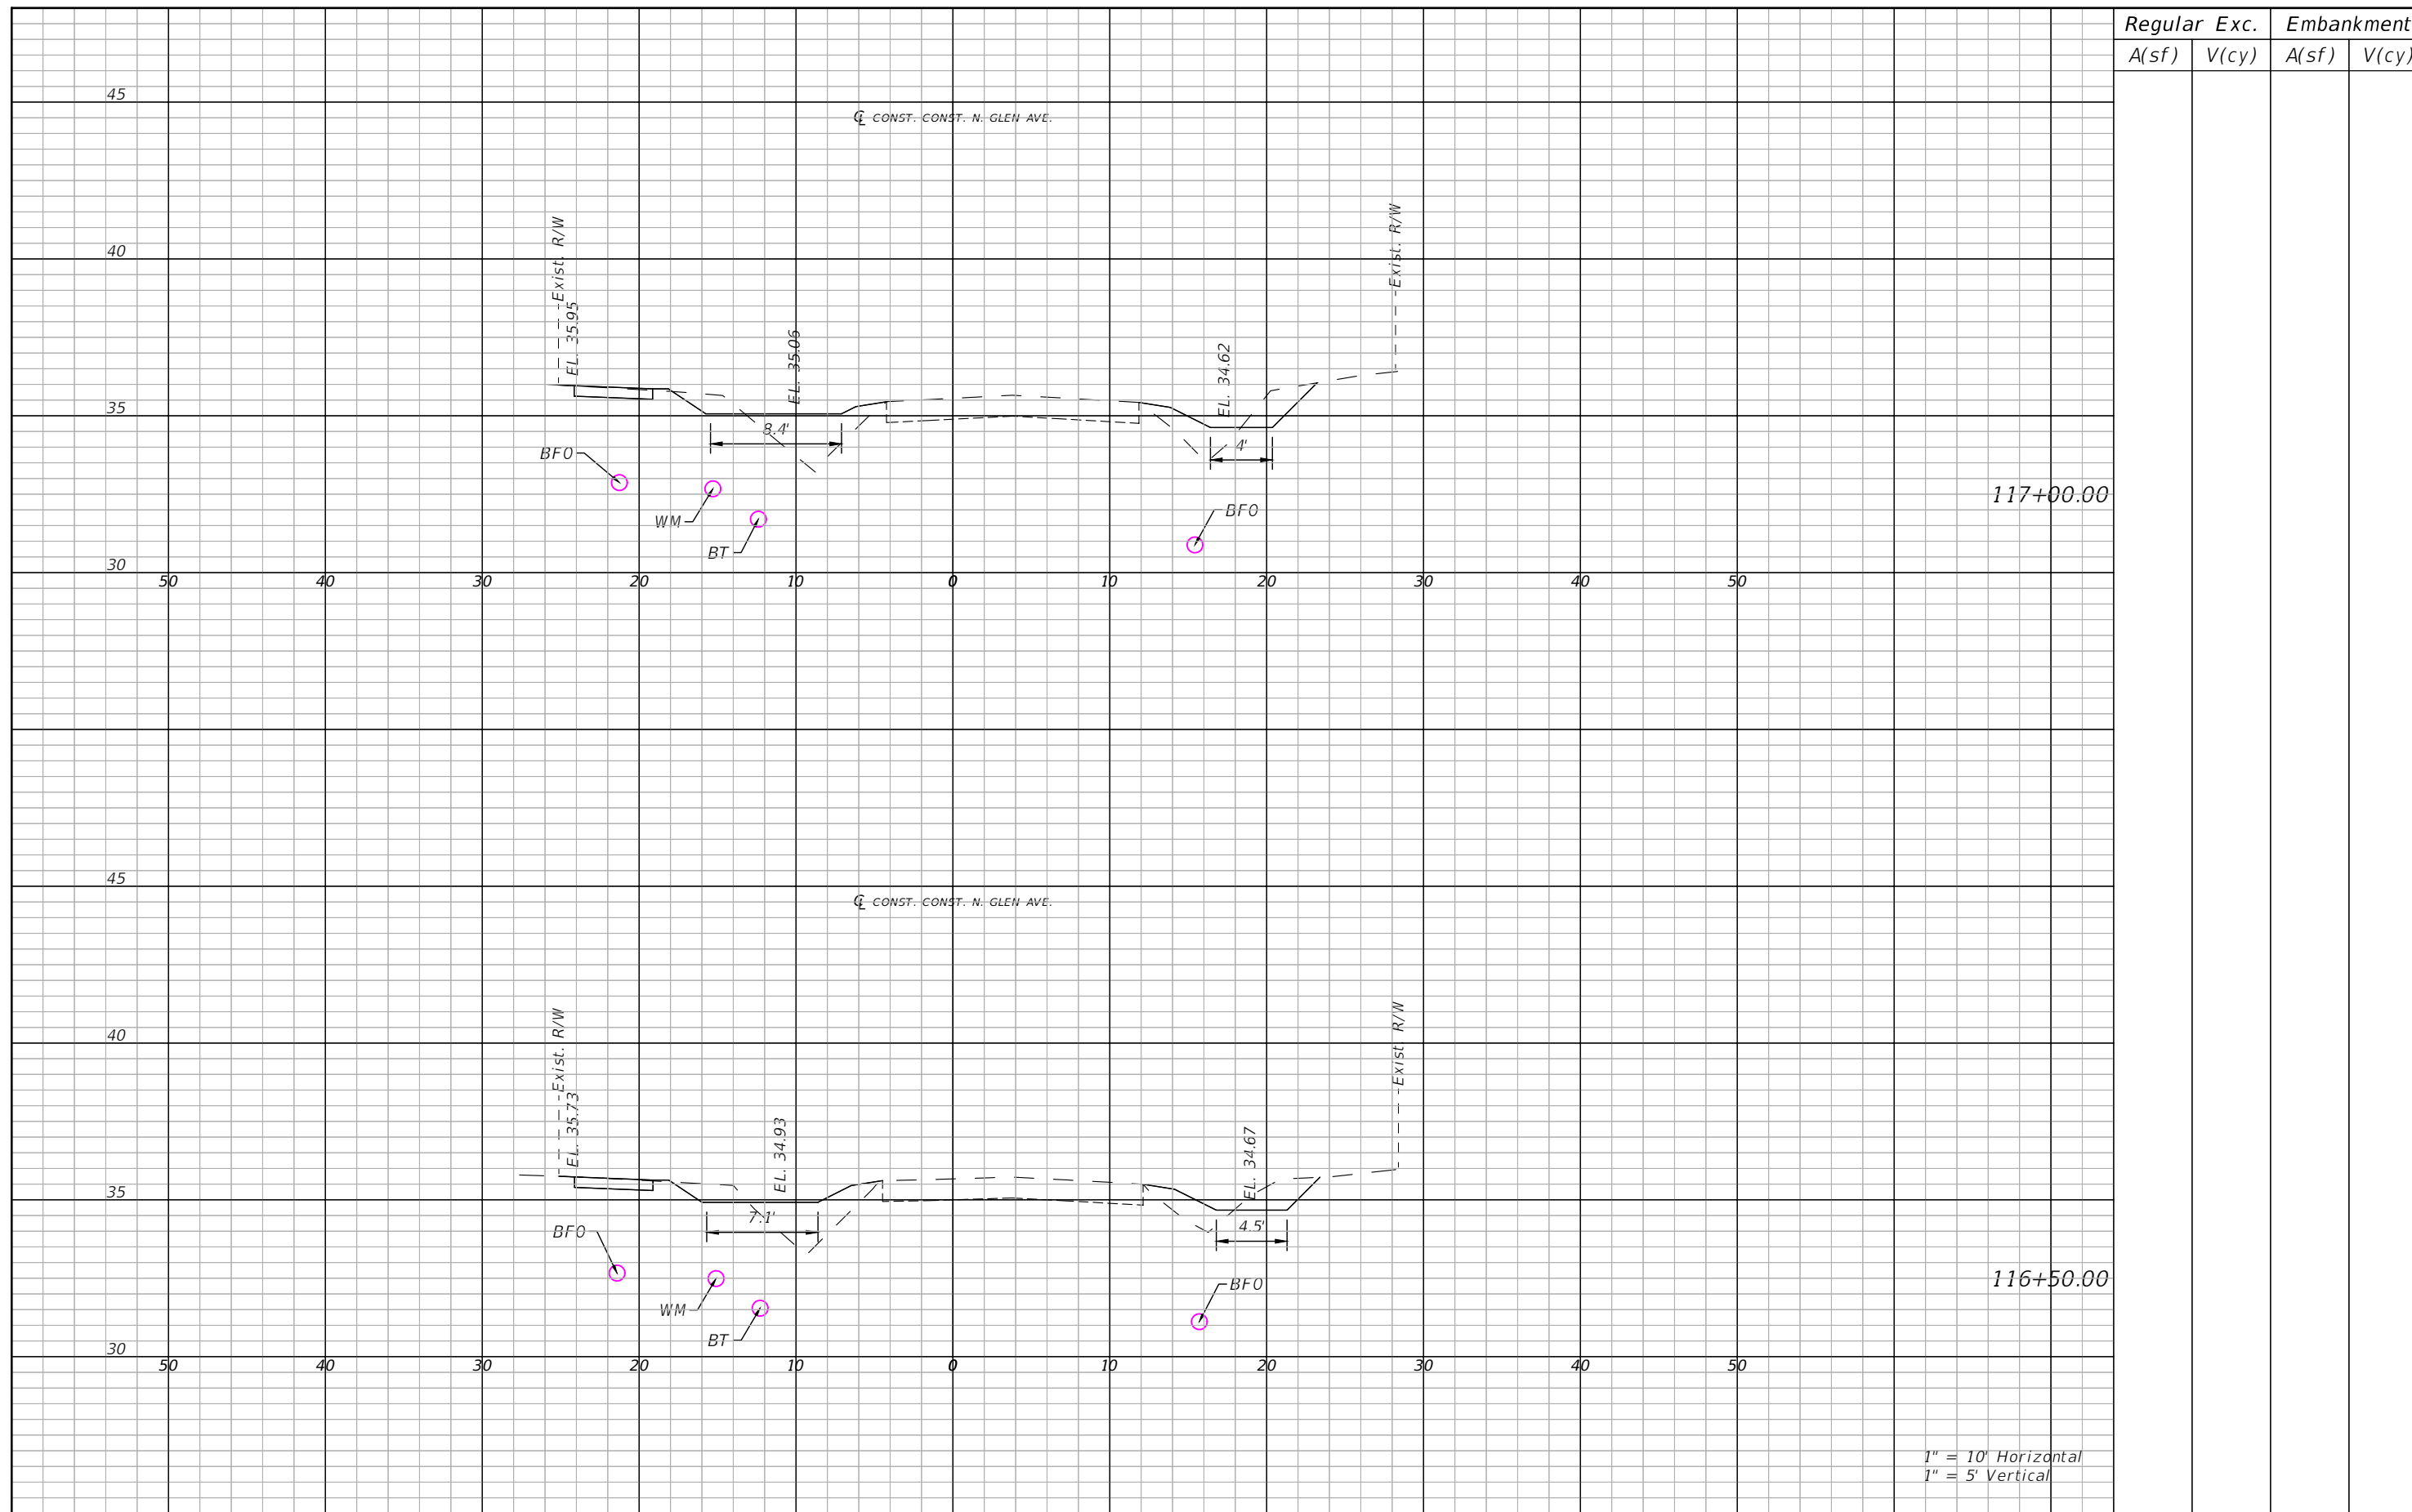 Regular Exc. Embankment
A(sf) V(cy) A(sf) V(cy)
45
℄ CONST. CONST. N. GLEN AVE.
40
Exist. R/W
Exist. R/W
EL. 35.95
EL. 35.06
EL. 34.62
35
8.4'
4'
BFO
WM
BT
BFO
117+00.00
30
50 40 30 20 10 0 10 20 30 40 50
45
℄ CONST. CONST. N. GLEN AVE.
40
Exist. R/W
Exist R/W
EL. 35.73
EL. 34.93
EL. 34.67
35
7.1'
4.5'
BFO
WM
BT
BFO
116+50.00
30
50 40 30 20 10 0 10 20 30 40 50
1" = 10' Horizontal
1" = 5' Vertical